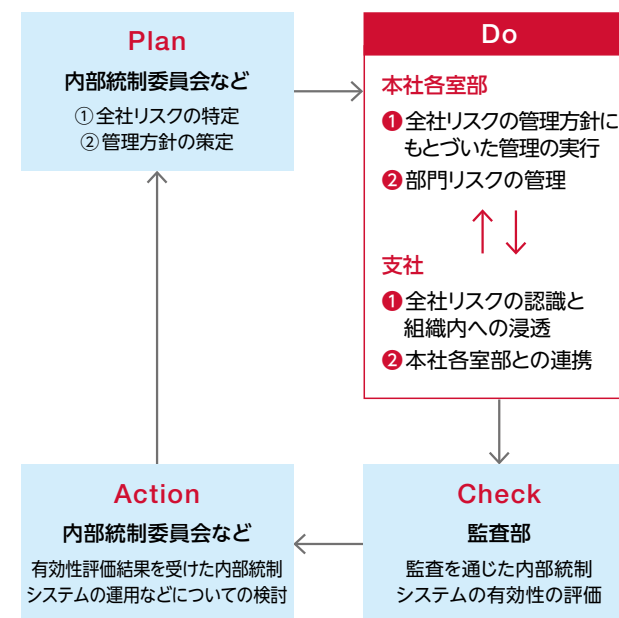 Plan
内部統制委員会など
①全社リスクの特定
②管理方針の策定
Do
本社各室部
❶全社リスクの管理方針に
もとづいた管理の実行
❷部門リスクの管理
支社
❶全社リスクの認識と
組織内への浸透
❷本社各室部との連携
Check
監査部
監査を通じた内部統制
システムの有効性の評価
Action
内部統制委員会など
有効性評価結果を受けた内部統制
システムの運用などについての検討